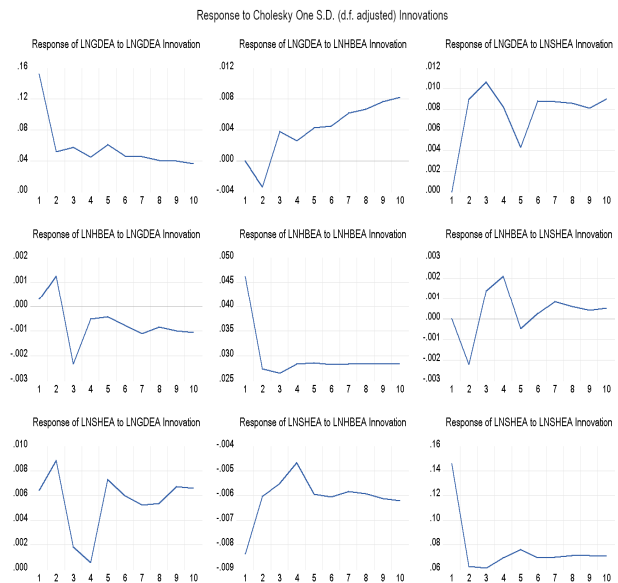 Response to Cholesky One S.D. (d.f. adjusted) Innovations
Response of LNGDEA to LNGDEA Innovation
.16
.12
.08
.04
.00
1 2 3 4 5 6 7 8 9 10
Response of LNGDEA to LNHBEA Innovation
.012
.008
.004
.000
-.004
1 2 3 4 5 6 7 8 9 10
Response of LNGDEA to LNSHEA Innovation
.012
.010
.008
.006
.004
.002
.000
1 2 3 4 5 6 7 8 9 10
Response of LNHBEA to LNGDEA Innovation
.002
.001
.000
-.001
-.002
-.003
1 2 3 4 5 6 7 8 9 10
Response of LNHBEA to LNHBEA Innovation
.050
.045
.040
.035
.030
.025
1 2 3 4 5 6 7 8 9 10
Response of LNHBEA to LNSHEA Innovation
.003
.002
.001
.000
-.001
-.002
-.003
1 2 3 4 5 6 7 8 9 10
Response of LNSHEA to LNGDEA Innovation
.010
.008
.006
.004
.002
.000
1 2 3 4 5 6 7 8 9 10
Response of LNSHEA to LNHBEA Innovation
-.004
-.005
-.006
-.007
-.008
-.009
1 2 3 4 5 6 7 8 9 10
Response of LNSHEA to LNSHEA Innovation
.16
.14
.12
.10
.08
.06
1 2 3 4 5 6 7 8 9 10